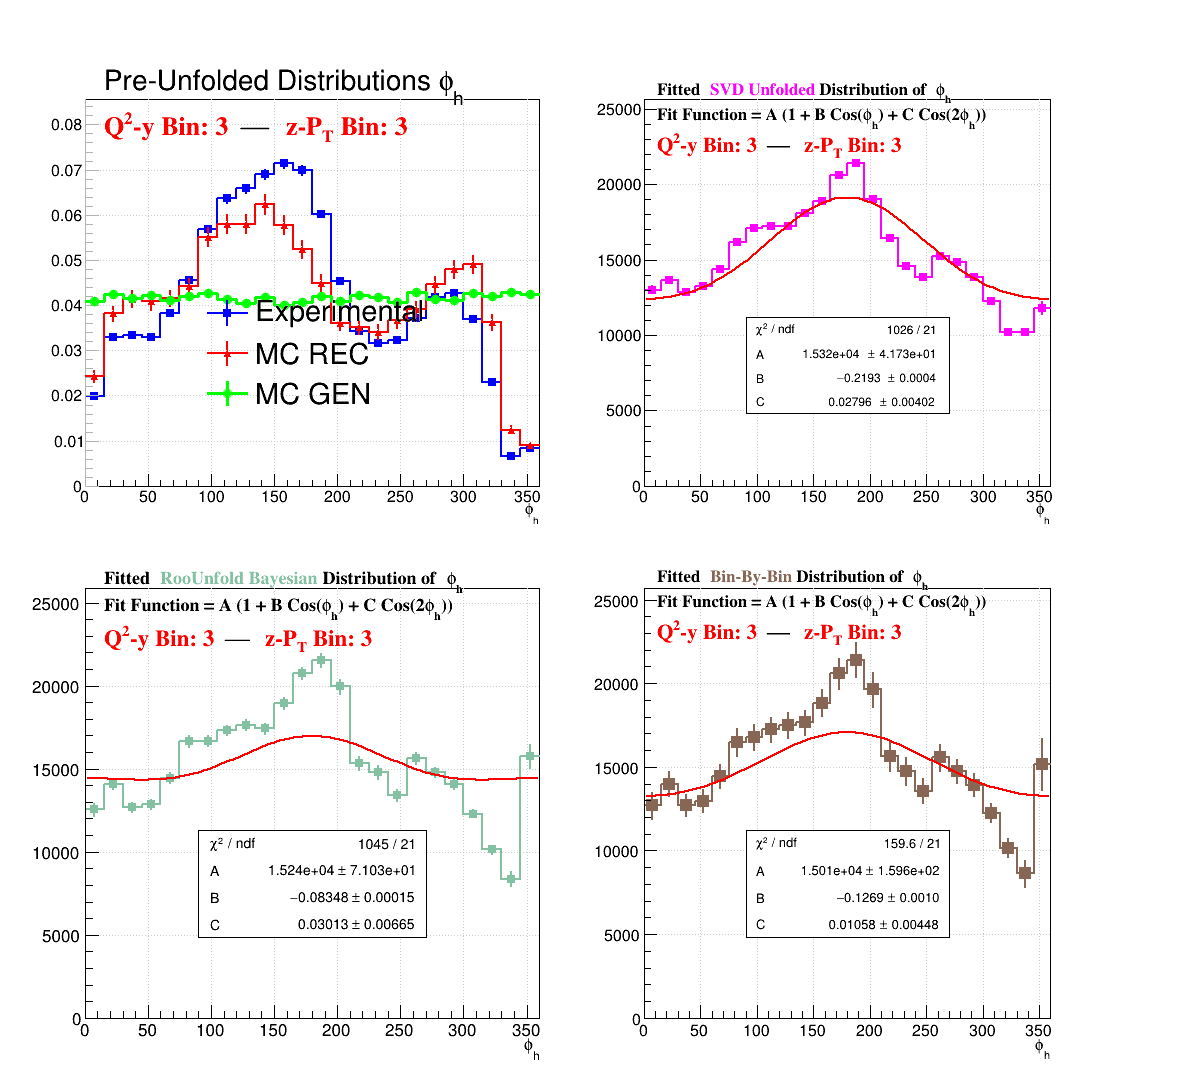 Pre-Unfolded Distributions ϕh
Q²-y Bin: 3 — z-PT Bin: 3
0.08
0.07
0.06
0.05
0.04
0.03
0.02
0.01
0
Experimental
MC REC
MC GEN
0 50 100 150 200 250 300 350
ϕh
Fitted SVD Unfolded Distribution of ϕh
Fit Function = A (1 + B Cos(ϕh) + C Cos(2ϕh))
Q²-y Bin: 3 — z-PT Bin: 3
25000
20000
15000
10000
5000
0
χ² / ndf 1026 / 21
A 1.532e+04 ± 4.173e+01
B −0.2193 ± 0.0004
C 0.02796 ± 0.00402
0 50 100 150 200 250 300 350
ϕh
Fitted RooUnfold Bayesian Distribution of ϕh
Fit Function = A (1 + B Cos(ϕh) + C Cos(2ϕh))
Q²-y Bin: 3 — z-PT Bin: 3
25000
20000
15000
10000
5000
0
χ² / ndf 1045 / 21
A 1.524e+04 ± 7.103e+01
B −0.08348 ± 0.00015
C 0.03013 ± 0.00665
0 50 100 150 200 250 300 350
ϕh
Fitted Bin-By-Bin Distribution of ϕh
Fit Function = A (1 + B Cos(ϕh) + C Cos(2ϕh))
Q²-y Bin: 3 — z-PT Bin: 3
25000
20000
15000
10000
5000
0
χ² / ndf 159.6 / 21
A 1.501e+04 ± 1.596e+02
B −0.1269 ± 0.0010
C 0.01058 ± 0.00448
0 50 100 150 200 250 300 350
ϕh